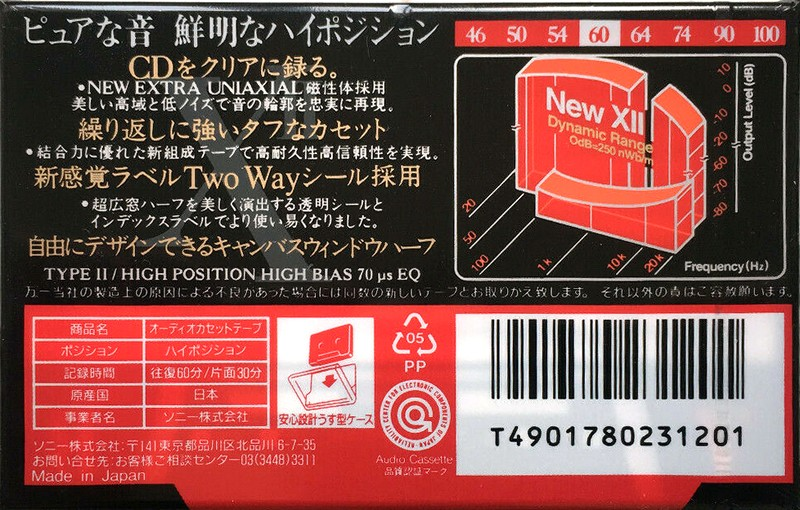 ピュアな音 鮮明なハイポジション
46 50 54 60 64 74 90 100
CDをクリアに録る。
•NEW EXTRA UNIAXIAL 磁性体採用
美しい高域と低ノイズで音の輪郭を忠実に再現。
繰り返しに強いタフなカセット
•結合力に優れた新組成テープで高耐久性高信頼性を実現。
新感覚ラベルTwo Wayシール採用
•超広窓ハーフを美しく演出する透明シールと
インデックスラベルでより使い易くなりました。
自由にデザインできるキャンバスウィンドウハーフ
TYPE II / HIGH POSITION HIGH BIAS 70 µs EQ
New XII
Dynamic Range
OdB=250 nWb/m
10
0
-10
-20
-60
-70
-80
Output Level (dB)
20
50
100
1k
10k
20k
Frequency (Hz)
万一当社の製造上の原因による不良があった場合には同数の新しいテープとお取りかえ致します。 それ以外の責はご容赦願います。
商品名 オーディオカセットテープ
ポジション ハイポジション
記録時間 往復60分/片面30分
原産国 日本
事業者名 ソニー株式会社
安心設計うす型ケース
05
PP
RELIABILITY CENTER FOR ELECTRONIC COMPONENTS OF JAPAN
Audio Cassette
品質認証マーク
T4901780231201
ソニー株式会社:〒141 東京都品川区北品川 6-7-35
お問い合せ先:お客様ご相談センター03(3448)3311
Made in Japan